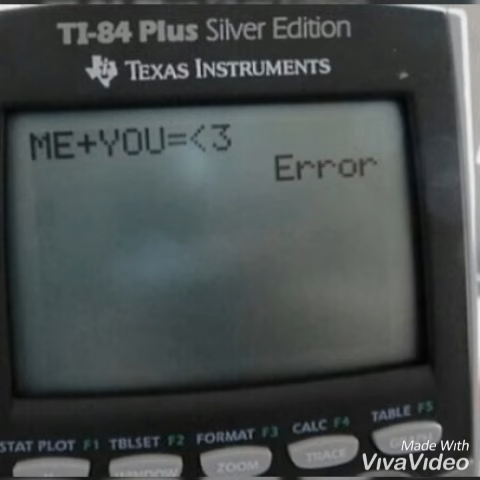 TI-84 Plus Silver Edition
TEXAS INSTRUMENTS
ME+YOU=<3
Error
STAT PLOT F1 TBLSET F2 FORMAT F3 CALC F4 TABLE F5
WINDOW ZOOM TRACE
Made With
VivaVideo